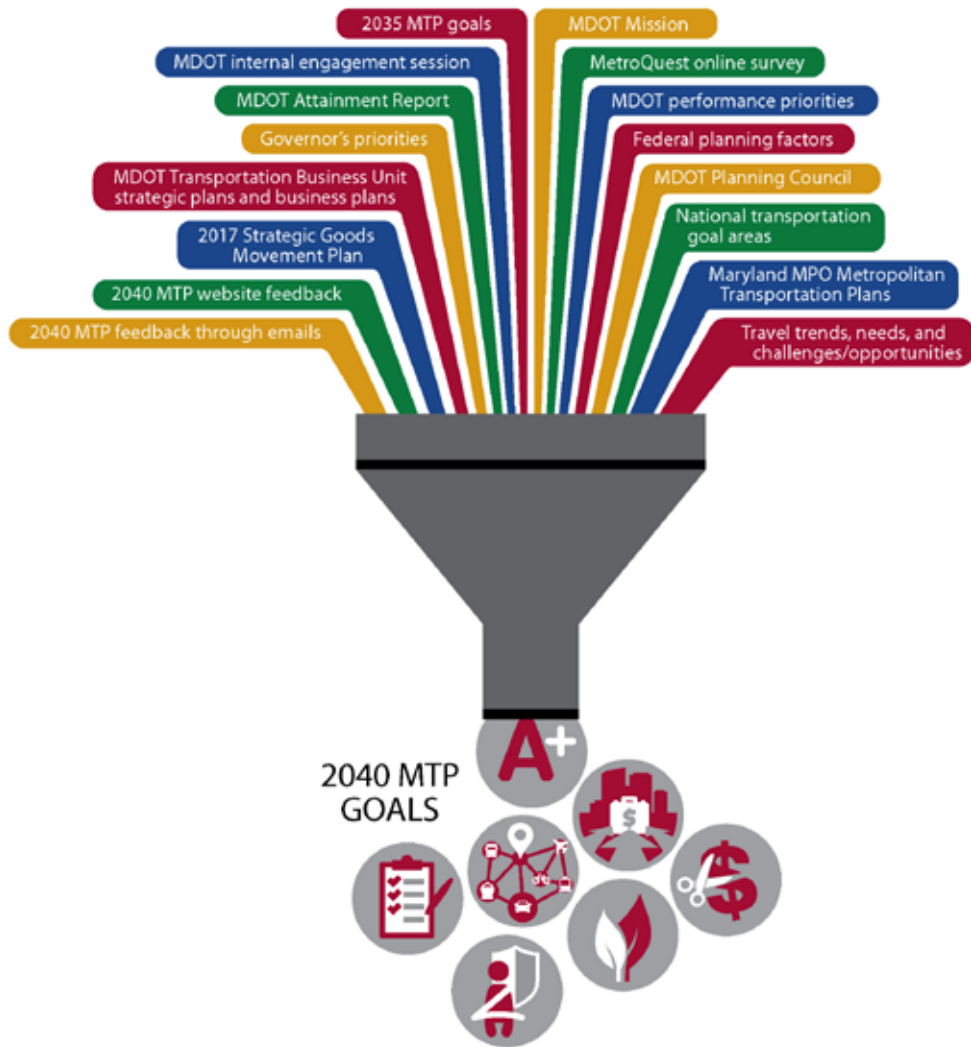 2035 MTP goals
MDOT internal engagement session
MDOT Attainment Report
Governor's priorities
MDOT Transportation Business Unit
strategic plans and business plans
2017 Strategic Goods
Movement Plan
2040 MTP website feedback
2040 MTP feedback through emails
MDOT Mission
MetroQuest online survey
MDOT performance priorities
Federal planning factors
MDOT Planning Council
National transportation
goal areas
Maryland MPO Metropolitan
Transportation Plans
Travel trends, needs, and
challenges/opportunities
2040 MTP
GOALS
A+
$
$